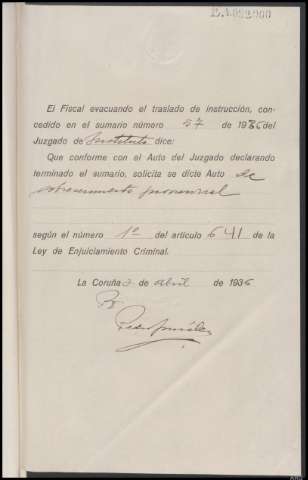 El Fiscal evacuando el traslado de instrucción, con-
cedido en el sumario número 57 de 1936 del
Juzgado de Instituto dice:
Que conforme con el Auto del Juzgado declarando
terminado el sumario, solicita se dicte Auto de
sobreseimiento provisional
según el número 1º del artículo 641 de la
Ley de Enjuiciamiento Criminal.
La Coruña 3 de abril de 1936